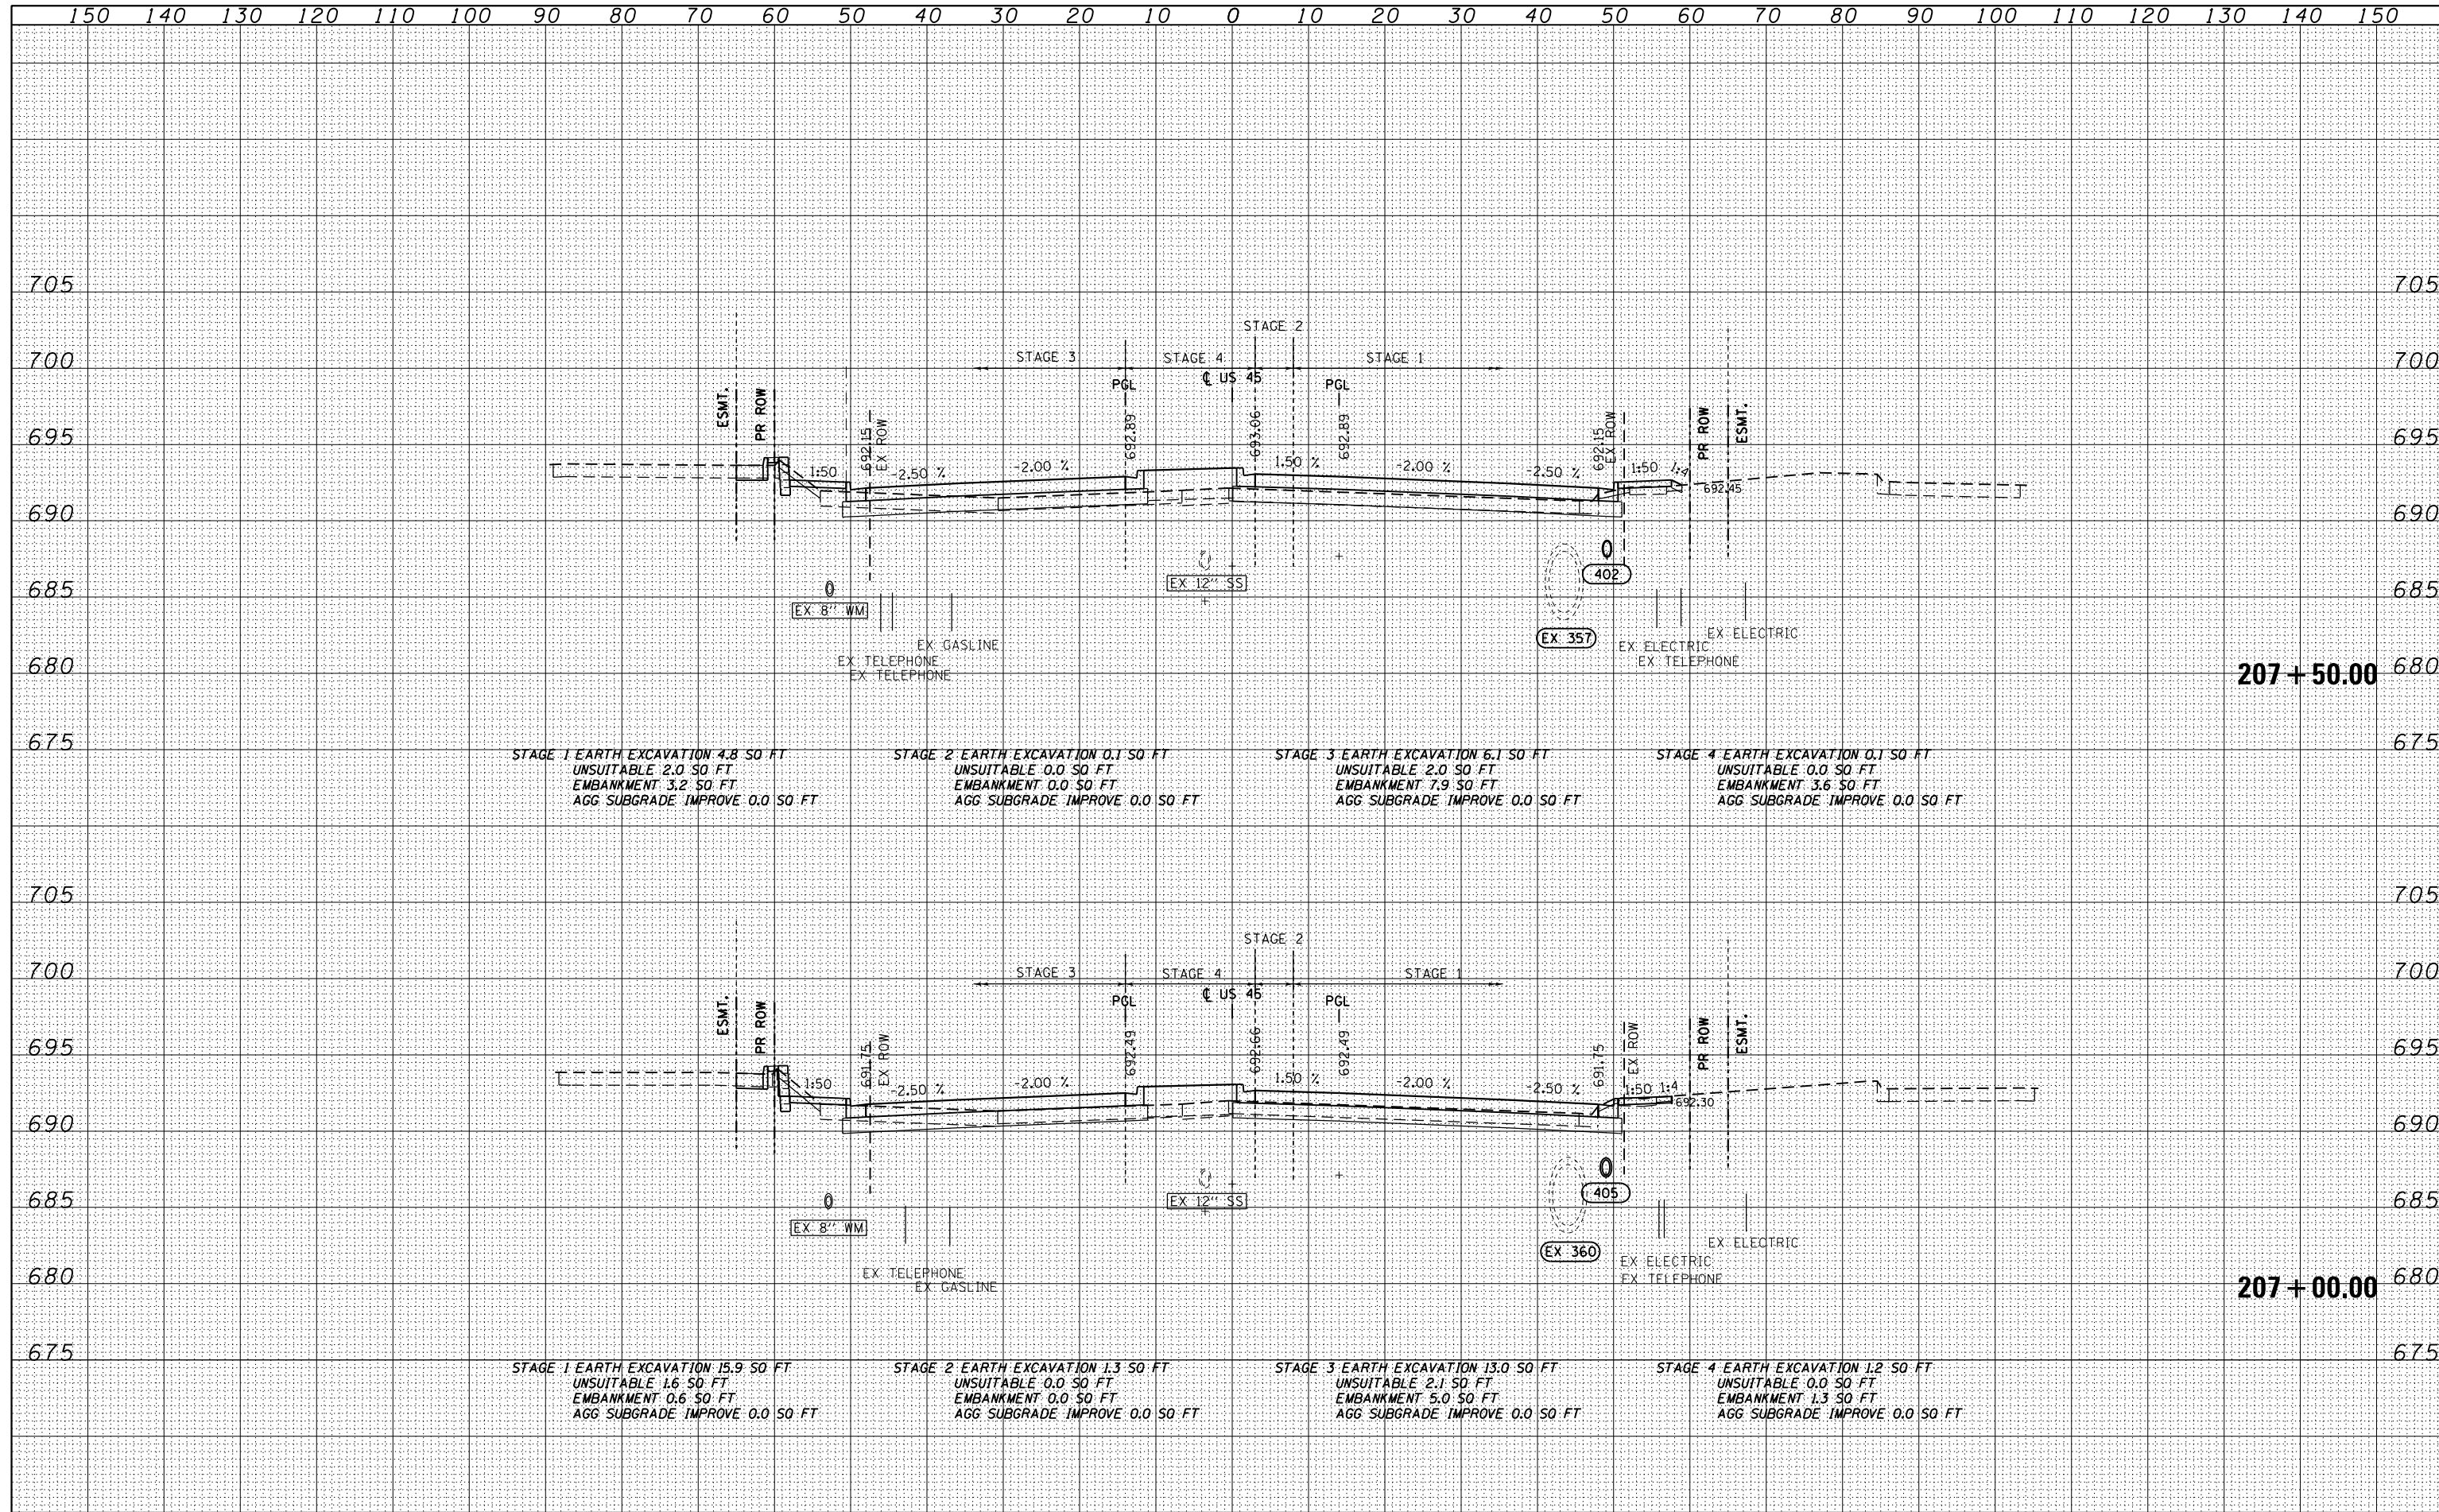 150 140 130 120 110 100 90 80 70 60 50 40 30 20 10 0 10 20 30 40 50 60 70 80 90 100 110 120 130 140 150
705 705
STAGE 2
700 STAGE 3 STAGE 4 STAGE 1 700
℄ US 45
PGL PGL
ESMT. PR ROW 692.15 EX ROW 692.89 693.06 692.89 692.15 EX ROW PR ROW ESMT.
695 695
1:50 -2.50 % -2.00 % 1.50 % -2.00 % -2.50 % 1:50 1:4
692.45
690 690
402
EX 12'' SS
685 685
EX 8'' WM
EX 357
EX GASLINE EX ELECTRIC EX ELECTRIC
EX TELEPHONE EX TELEPHONE
EX TELEPHONE
680 207+50.00 680
675 675
STAGE 1 EARTH EXCAVATION 4.8 SQ FT STAGE 2 EARTH EXCAVATION 0.1 SQ FT STAGE 3 EARTH EXCAVATION 6.1 SQ FT STAGE 4 EARTH EXCAVATION 0.1 SQ FT
UNSUITABLE 2.0 SQ FT UNSUITABLE 0.0 SQ FT UNSUITABLE 2.0 SQ FT UNSUITABLE 0.0 SQ FT
EMBANKMENT 3.2 SQ FT EMBANKMENT 0.0 SQ FT EMBANKMENT 7.9 SQ FT EMBANKMENT 3.6 SQ FT
AGG SUBGRADE IMPROVE 0.0 SQ FT AGG SUBGRADE IMPROVE 0.0 SQ FT AGG SUBGRADE IMPROVE 0.0 SQ FT AGG SUBGRADE IMPROVE 0.0 SQ FT
705 705
STAGE 2
700 STAGE 3 STAGE 4 STAGE 1 700
℄ US 45
PGL PGL
ESMT. PR ROW 691.75 EX ROW 692.49 692.66 692.49 691.75 EX ROW PR ROW ESMT.
695 695
1:50 -2.50 % -2.00 % 1.50 % -2.00 % -2.50 % 1:50 1:4
692.30
690 690
405
EX 12'' SS
685 685
EX 8'' WM
EX 360
EX ELECTRIC
EX ELECTRIC
EX TELEPHONE EX TELEPHONE
EX GASLINE
680 207+00.00 680
675 675
STAGE 1 EARTH EXCAVATION 15.9 SQ FT STAGE 2 EARTH EXCAVATION 1.3 SQ FT STAGE 3 EARTH EXCAVATION 13.0 SQ FT STAGE 4 EARTH EXCAVATION 1.2 SQ FT
UNSUITABLE 1.6 SQ FT UNSUITABLE 0.0 SQ FT UNSUITABLE 2.1 SQ FT UNSUITABLE 0.0 SQ FT
EMBANKMENT 0.6 SQ FT EMBANKMENT 0.0 SQ FT EMBANKMENT 5.0 SQ FT EMBANKMENT 1.3 SQ FT
AGG SUBGRADE IMPROVE 0.0 SQ FT AGG SUBGRADE IMPROVE 0.0 SQ FT AGG SUBGRADE IMPROVE 0.0 SQ FT AGG SUBGRADE IMPROVE 0.0 SQ FT